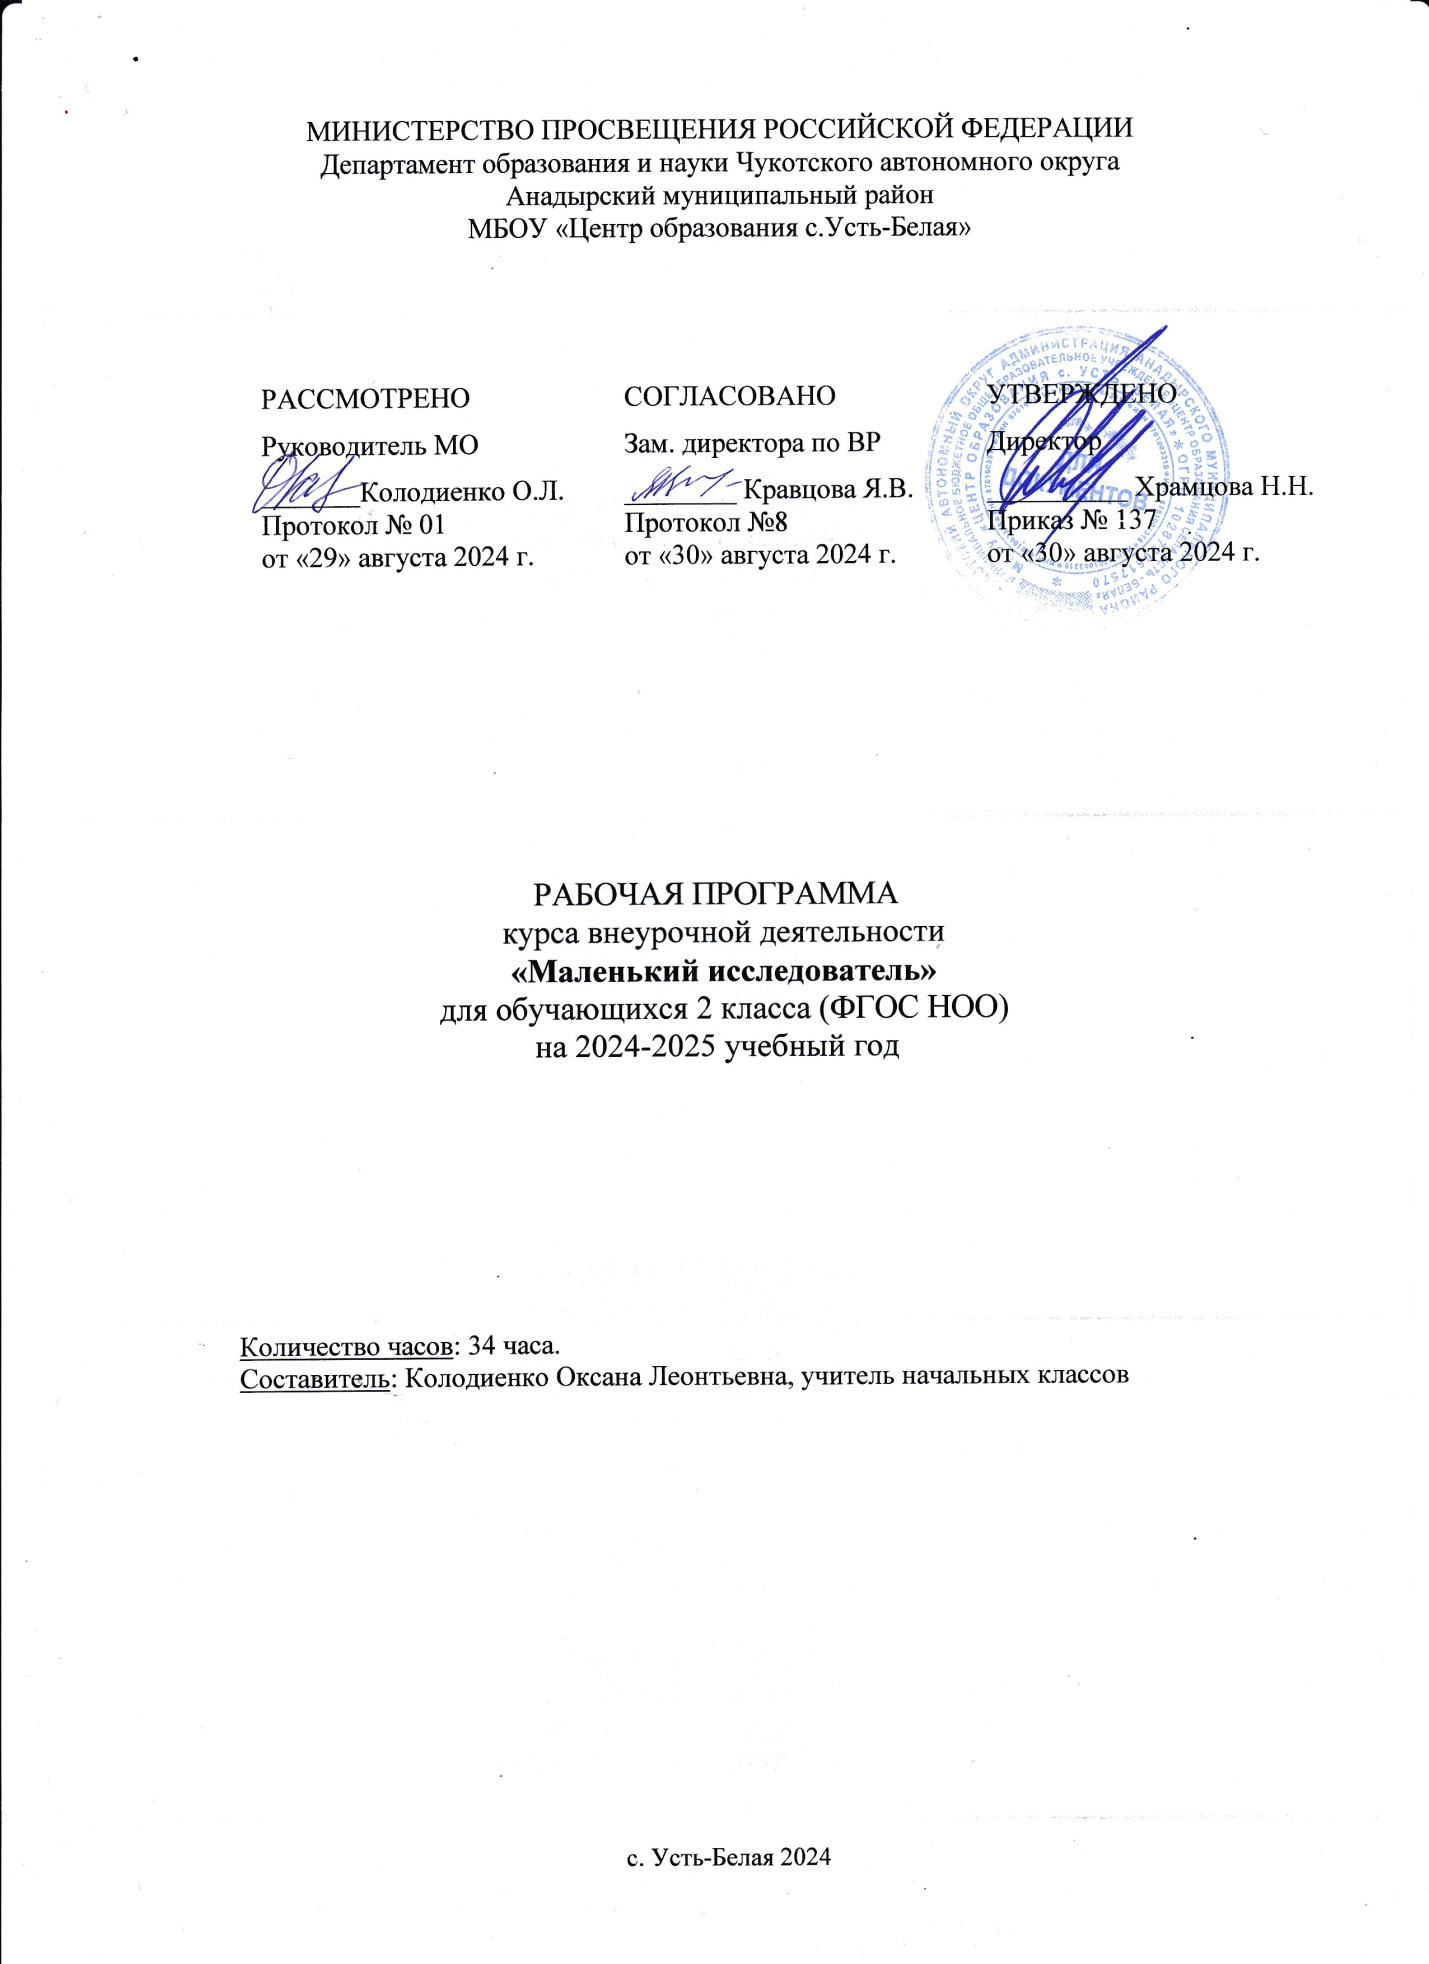 МИНИСТЕРСТВО ПРОСВЕЩЕНИЯ РОССИЙСКОЙ ФЕДЕРАЦИИ
Департамент образования и науки Чукотского автономного округа
Анадырский муниципальный район
МБОУ «Центр образования с.Усть-Белая»
РАССМОТРЕНО
Руководитель МО
Колодиенко О.Л.
Протокол № 01
от «29» августа 2024 г.
СОГЛАСОВАНО
Зам. директора по ВР
Кравцова Я.В.
Протокол №8
от «30» августа 2024 г.
УТВЕРЖДЕНО
Директор
Храмцова Н.Н.
Приказ № 137
от «30» августа 2024 г.
ДЛЯ
ДОКУМЕНТОВ
РАБОЧАЯ ПРОГРАММА
курса внеурочной деятельности
«Маленький исследователь»
для обучающихся 2 класса (ФГОС НОО)
на 2024-2025 учебный год
Количество часов: 34 часа.
Составитель: Колодиенко Оксана Леонтьевна, учитель начальных классов
с. Усть-Белая 2024